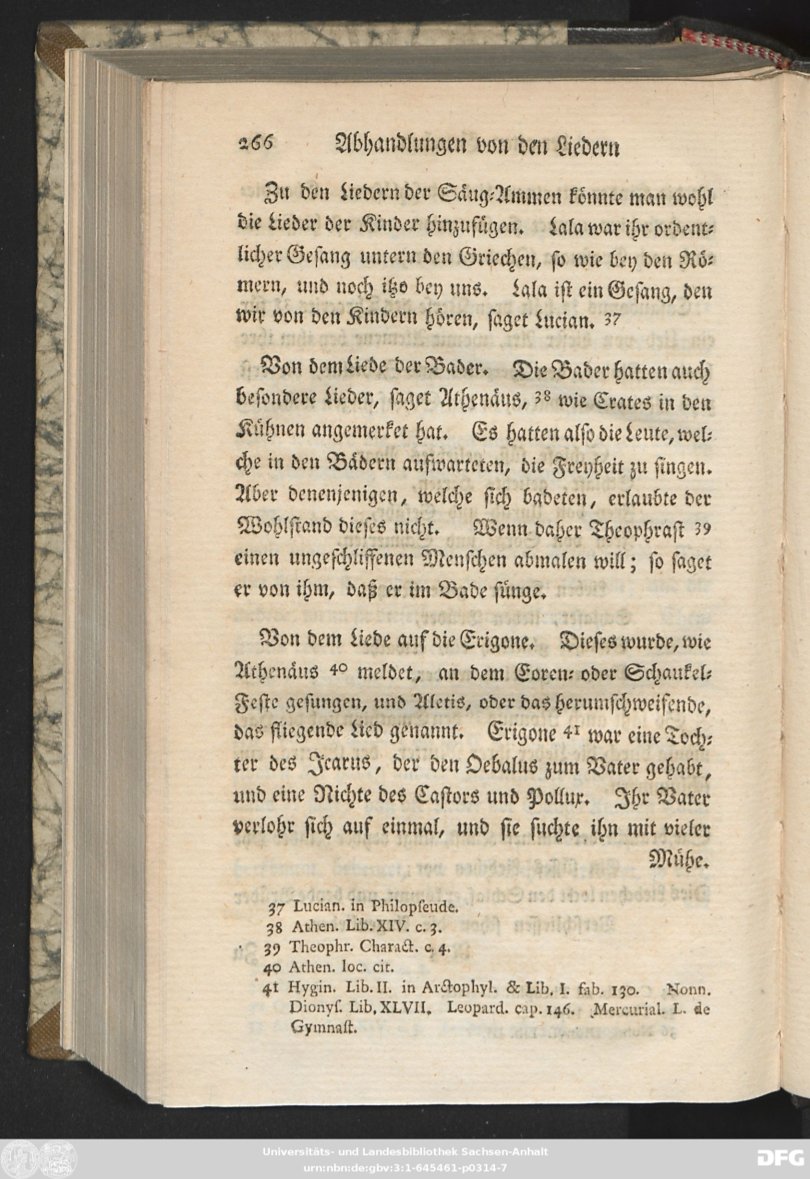 266 Abhandlungen von den Liedern
Zu den Liedern der Säug-Ammen könnte man wohl
die Lieder der Kinder hinzufügen. Lala war ihr ordent-
licher Gesang untern den Griechen, so wie bey den Rö-
mern, und noch itzo bey uns. Lala ist ein Gesang, den
wir von den Kindern hören, saget Lucian. 37
Von dem Liede der Bader. Die Bader hatten auch
besondere Lieder, saget Athenäus, 38 wie Crates in den
Kühnen angemerket hat. Es hatten also die Leute, wel-
che in den Bädern aufwarteten, die Freyheit zu singen.
Aber denenjenigen, welche sich badeten, erlaubte der
Wohlstand dieses nicht. Wenn daher Theophrast 39
einen ungeschliffenen Menschen abmalen will; so saget
er von ihm, daß er im Bade sünge.
Von dem Liede auf die Erigone. Dieses wurde, wie
Athenäus 40 meldet, an dem Eoren- oder Schaukel-
Feste gesungen, und Aletis, oder das herumschweifende,
das fliegende Lied genannt. Erigone 41 war eine Toch-
ter des Icarus, der den Oebalus zum Vater gehabt,
und eine Nichte des Castors und Pollux. Ihr Vater
verlohr sich auf einmal, und sie suchte ihn mit vieler
Mühe.
37 Lucian. in Philopſeude.
38 Athen. Lib. XIV. c. 3.
39 Theophr. Charact. c. 4.
40 Athen. loc. cit.
41 Hygin. Lib. II. in Arctophyl. & Lib. I. fab. 130. Nonn.
Dionyſ. Lib. XLVII. Leopard. cap. 146. Mercurial. L. de
Gymnaſt.
Universitäts- und Landesbibliothek Sachsen-Anhalt
urn:nbn:de:gbv:3:1-645461-p0314-7
DFG